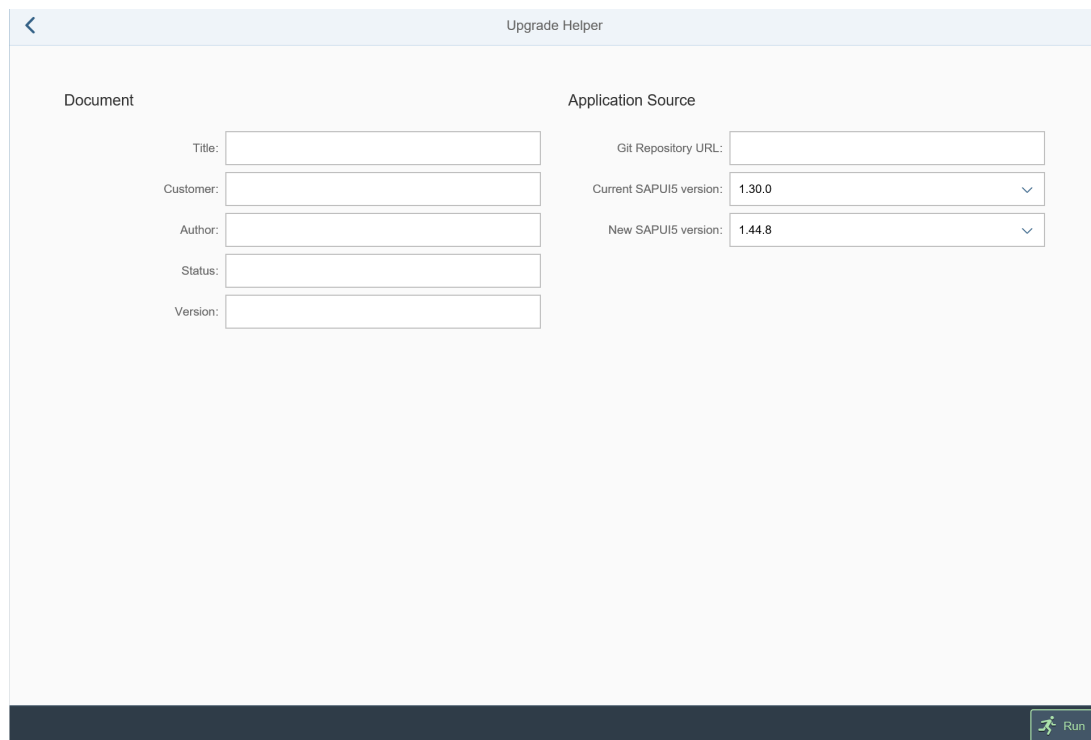 Upgrade Helper
Document
Title:
Customer:
Author:
Status:
Version:
Application Source
Git Repository URL:
Current SAPUI5 version: 1.30.0
New SAPUI5 version: 1.44.8
Run